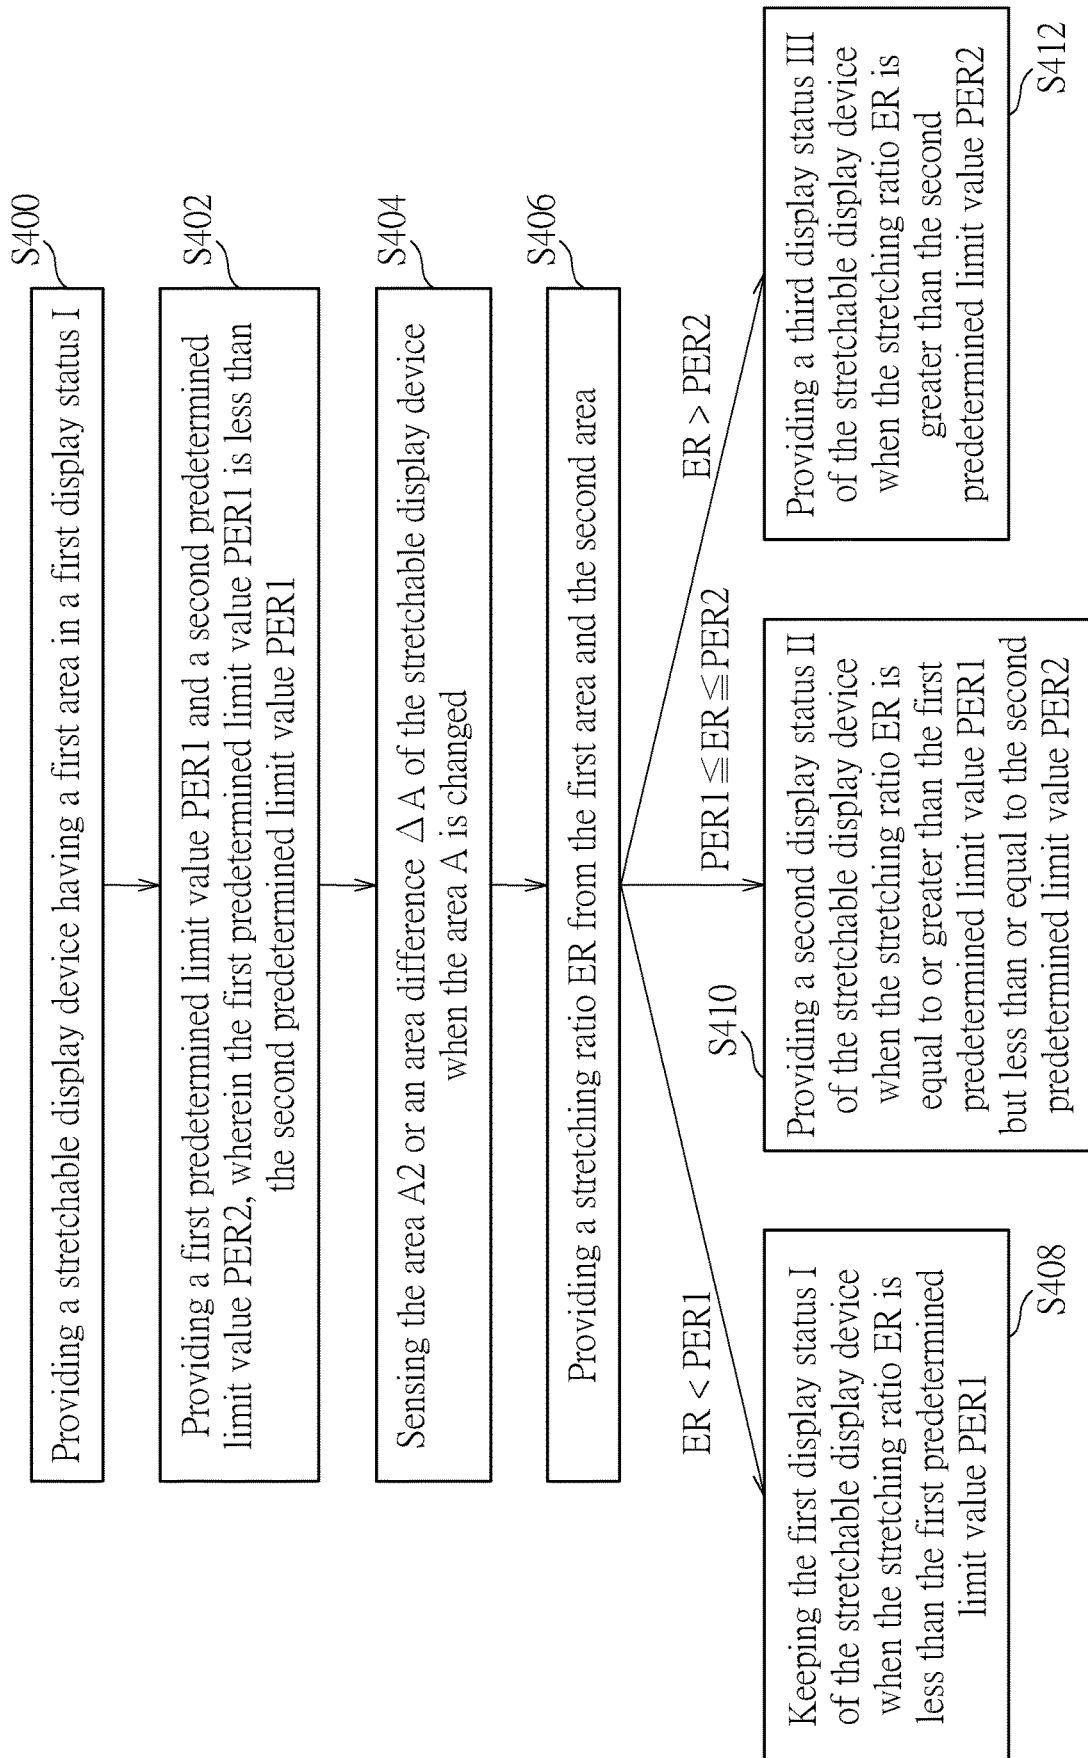 S400
Providing a stretchable display device having a first area in a first display status I
S402
Providing a first predetermined limit value PER1 and a second predetermined
limit value PER2, wherein the first predetermined limit value PER1 is less than
the second predetermined limit value PER1
S404
Sensing the area A2 or an area difference △A of the stretchable display device
when the area A is changed
S406
Providing a stretching ratio ER from the first area and the second area
ER < PER1
PER1≦ER≦PER2
ER > PER2
Keeping the first display status I
of the stretchable display device
when the stretching ratio ER is
less than the first predetermined
limit value PER1
S408
S410
Providing a second display status II
of the stretchable display device
when the stretching ratio ER is
equal to or greater than the first
predetermined limit value PER1
but less than or equal to the second
predetermined limit value PER2
Providing a third display status III
of the stretchable display device
when the stretching ratio ER is
greater than the second
predetermined limit value PER2
S412